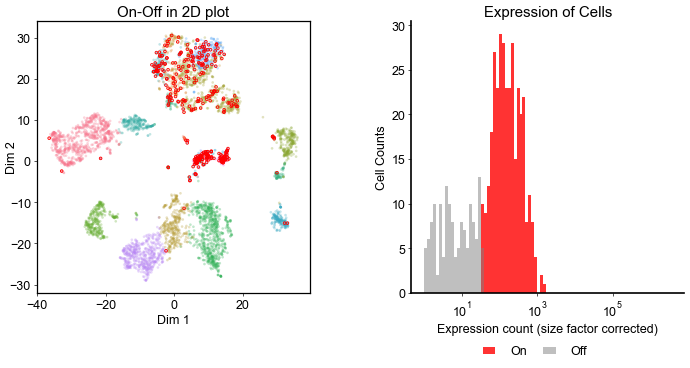 On-Off in 2D plot
30
20
10
0
−10
−20
−30
Dim 2
−40
−20
0
20
Dim 1
Expression of Cells
30
25
20
15
10
5
0
Cell Counts
10^1
10^3
10^5
Expression count (size factor corrected)
On
Off